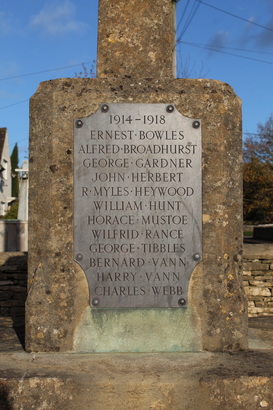 1914-1918
ERNEST·BOWLES
ALFRED·BROADHURST
GEORGE·GARDNER
JOHN·HERBERT
R·MYLES·HEYWOOD
WILLIAM·HUNT
HORACE·MUSTOE
WILFRID·RANCE
GEORGE·TIBBLES
BERNARD·VANN
HARRY·VANN
CHARLES·WEBB